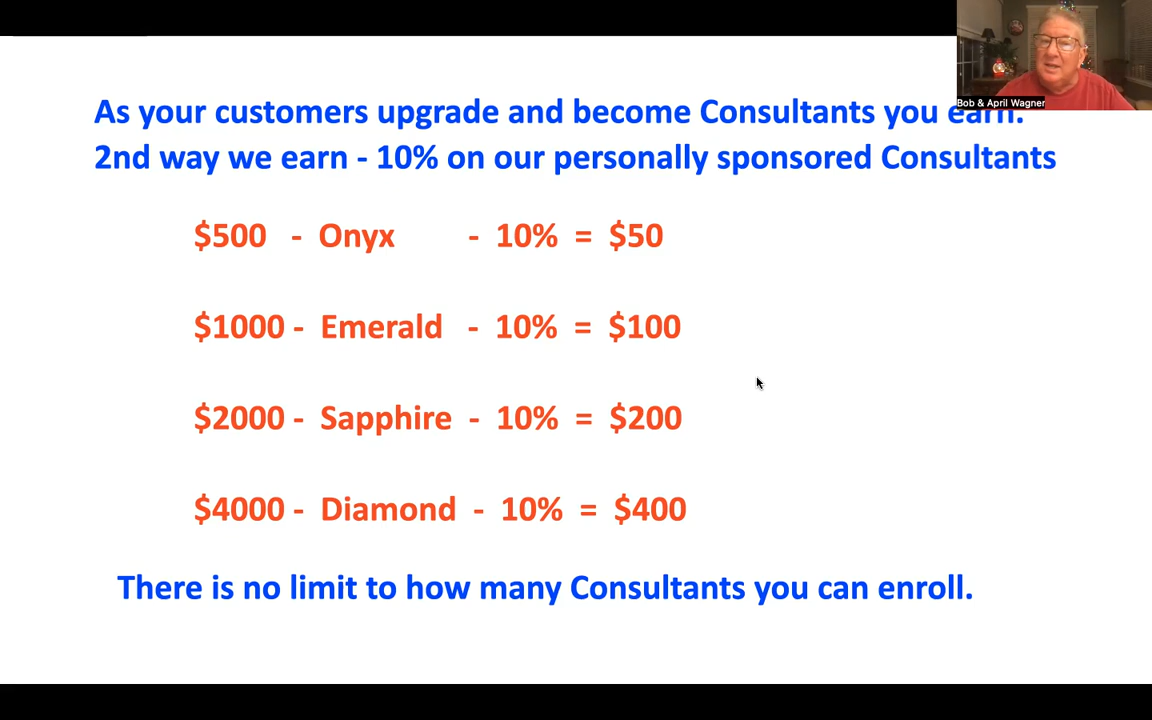 Bob & April Wagner
As your customers upgrade and become Consultants you earn.
2nd way we earn - 10% on our personally sponsored Consultants
$500 - Onyx - 10% = $50
$1000 - Emerald - 10% = $100
$2000 - Sapphire - 10% = $200
$4000 - Diamond - 10% = $400
There is no limit to how many Consultants you can enroll.